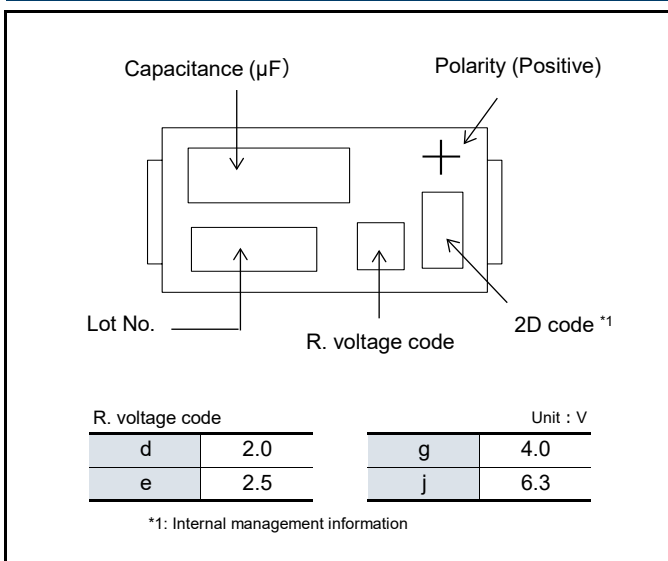 Capacitance (μF)
Polarity (Positive)
Lot No.
R. voltage code
2D code *1
R. voltage code
Unit : V
d 2.0 g 4.0
e 2.5 j 6.3
*1: Internal management information